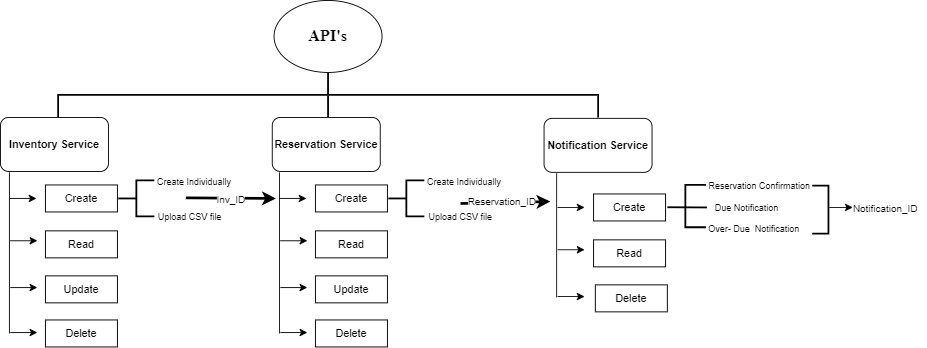 API's
Inventory Service
Reservation Service
Notification Service
Create
Create Individually
Inv_ID
Upload CSV file
Read
Update
Delete
Create
Create Individually
Reservation_ID
Upload CSV file
Read
Update
Delete
Create
Reservation Confirmation
Due Notification
Over- Due Notification
Notification_ID
Read
Delete